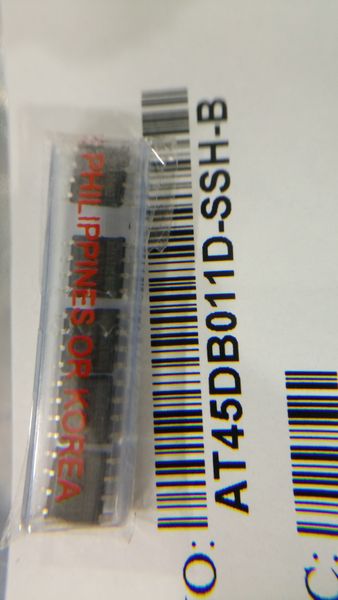 PHILIPPINES OR KOREA
AT45DB011D-SSH-B
O:
C: